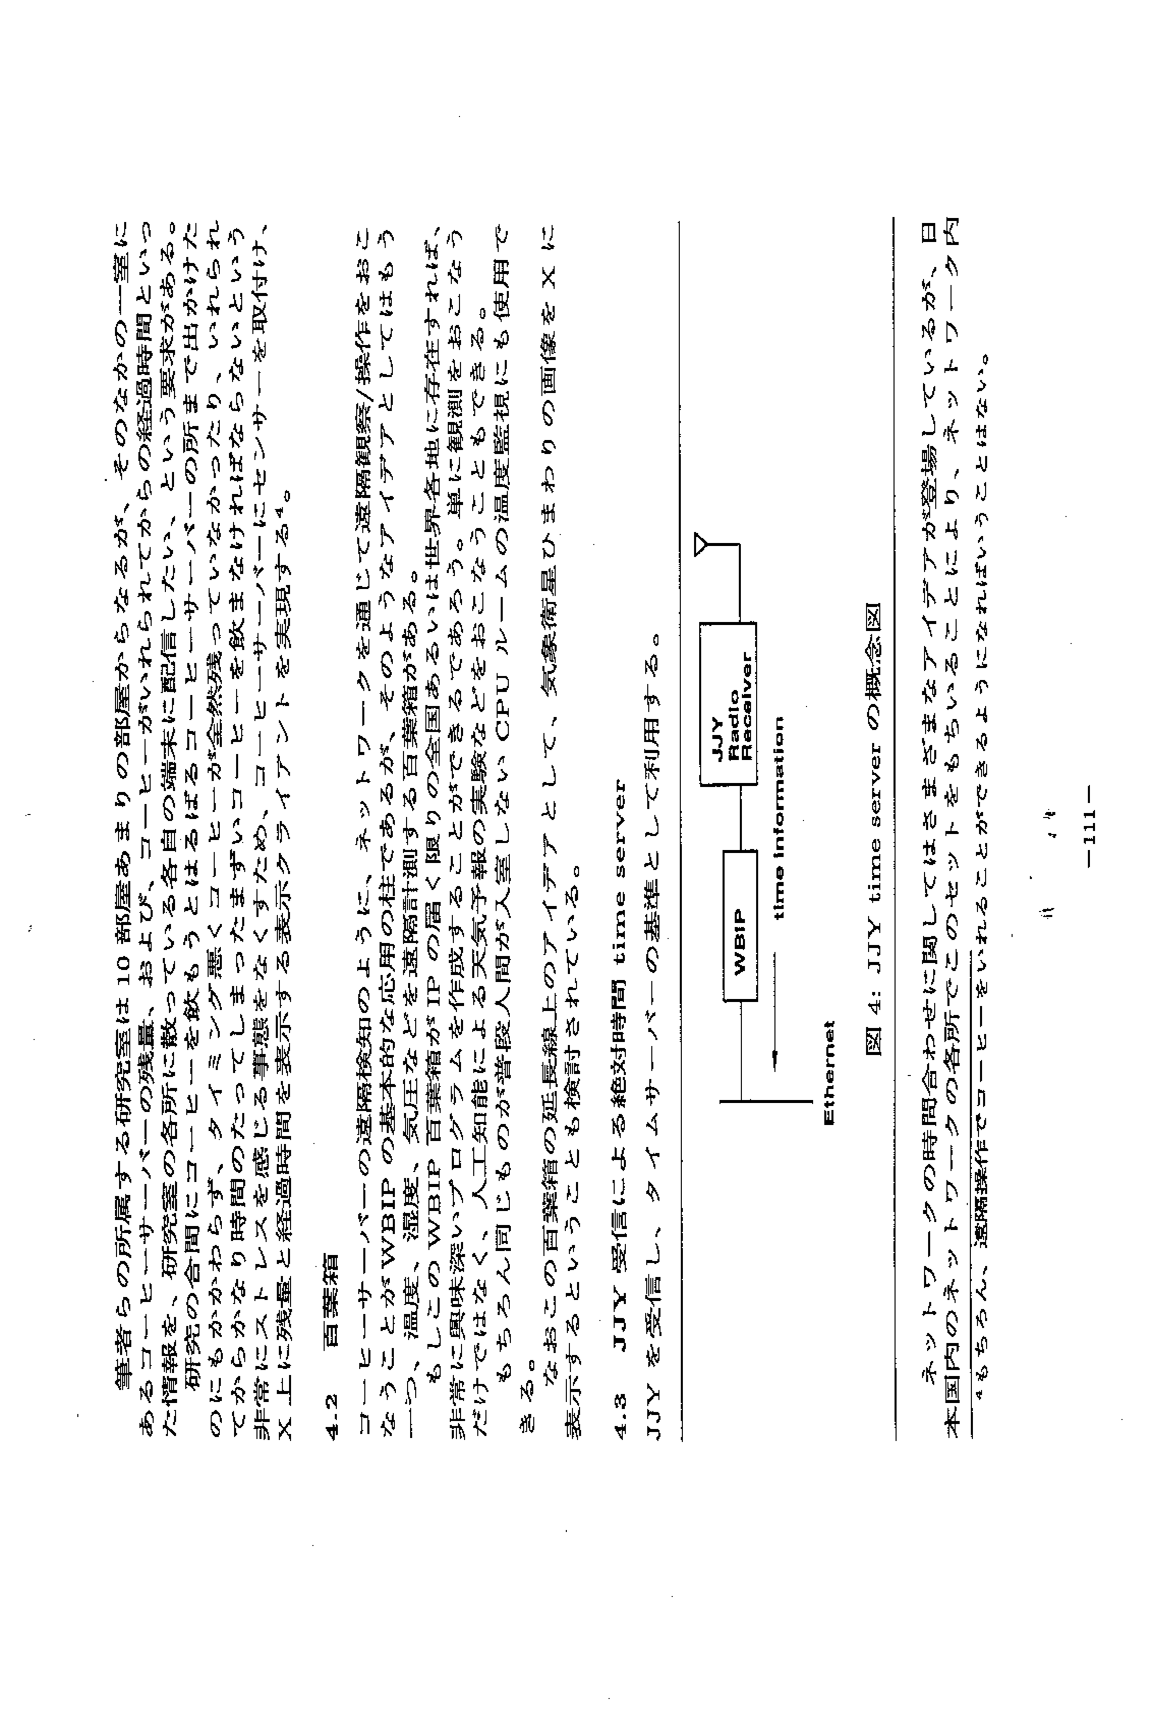 筆者らの所属する研究室は 10 部屋あまりの部屋からなるが、そのなかの一室に
あるコーヒーサーバーの残量、および、コーヒーがいれられてからの経過時間といっ
た情報を、研究室の各所に散っている各自の端末に配信したい、という要求がある。
研究の合間にコーヒーを飲もうとはるばるコーヒーサーバーの所まで出かけた
のにもかかわらず、タイミング悪くコーヒーが全然残っていなかったり、いれられ
てからかなり時間のたってしまったまずいコーヒーを飲まなければならないという
非常にストレスを感じる事態をなくすため、コーヒーサーバーにセンサーを取付け、
X 上に残量と経過時間を表示する表示クライアントを実現する4。
4.2 百葉箱
コーヒーサーバーの遠隔検知のように、ネットワークを通じて遠隔観察/操作をおこ
なうことがWBIP の基本的な応用の柱であるが、そのようなアイデアとしてはもう
一つ、温度、湿度、気圧などを遠隔計測する百葉箱がある。
もしこの WBIP 百葉箱が IP の届く限りの全国あるいは世界各地に存在すれば、
非常に興味深いプログラムを作成することができるであろう。単に観測をおこなう
だけではなく、人工知能による天気予報の実験などをおこなうこともできる。
もちろん同じものが普段人間が入室しない CPU ルームの温度監視にも使用で
きる。
なおこの百葉箱の延長線上のアイデアとして、気象衛星ひまわりの画像を X に
表示するということも検討されている。
4.3 JJY 受信による絶対時間 time server
JJY を受信し、タイムサーバーの基準として利用する。
JJY
Radio
Receiver
WBIP
time information
Ethernet
図 4: JJY time server の概念図
ネットワークの時間合わせに関してはさまざまなアイデアが登場しているが、日
本国内のネットワークの各所でこのセットをもちいることにより、ネットワーク内
4もちろん、遠隔操作でコーヒーをいれることができるようになればいうことはない。
—111—